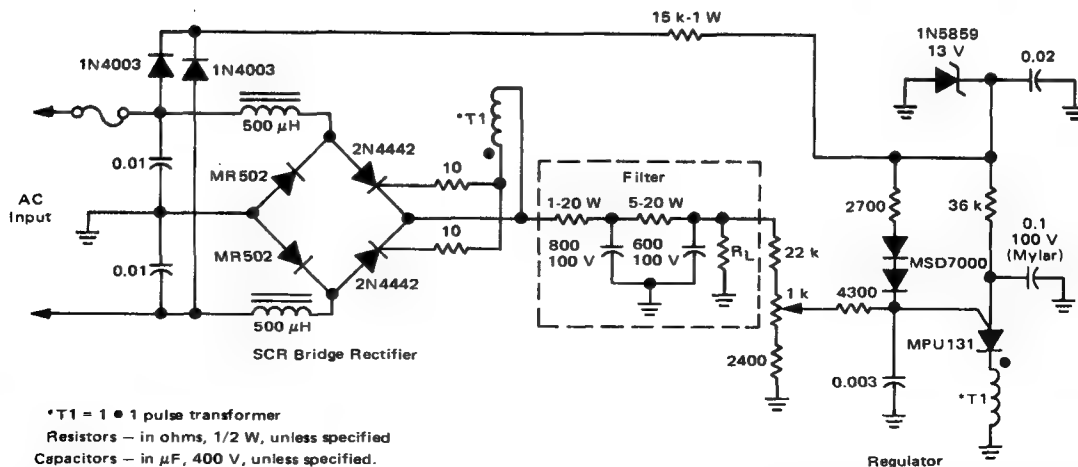 15 k-1 W
1N5859
13 V
0.02
1N4003
1N4003
500 μH
*T1
2N4442
0.01
MR502
10
AC
Input
Filter
1-20 W
5-20 W
2700
36 k
0.1
100 V
(Mylar)
10
MR502
800
100 V
600
100 V
RL
22 k
MSD7000
0.01
2N4442
1 k
4300
500 μH
MPU131
SCR Bridge Rectifier
2400
0.003
*T1
*T1 = 1 • 1 pulse transformer
Resistors — in ohms, 1/2 W, unless specified
Capacitors — in μF, 400 V, unless specified.
Regulator